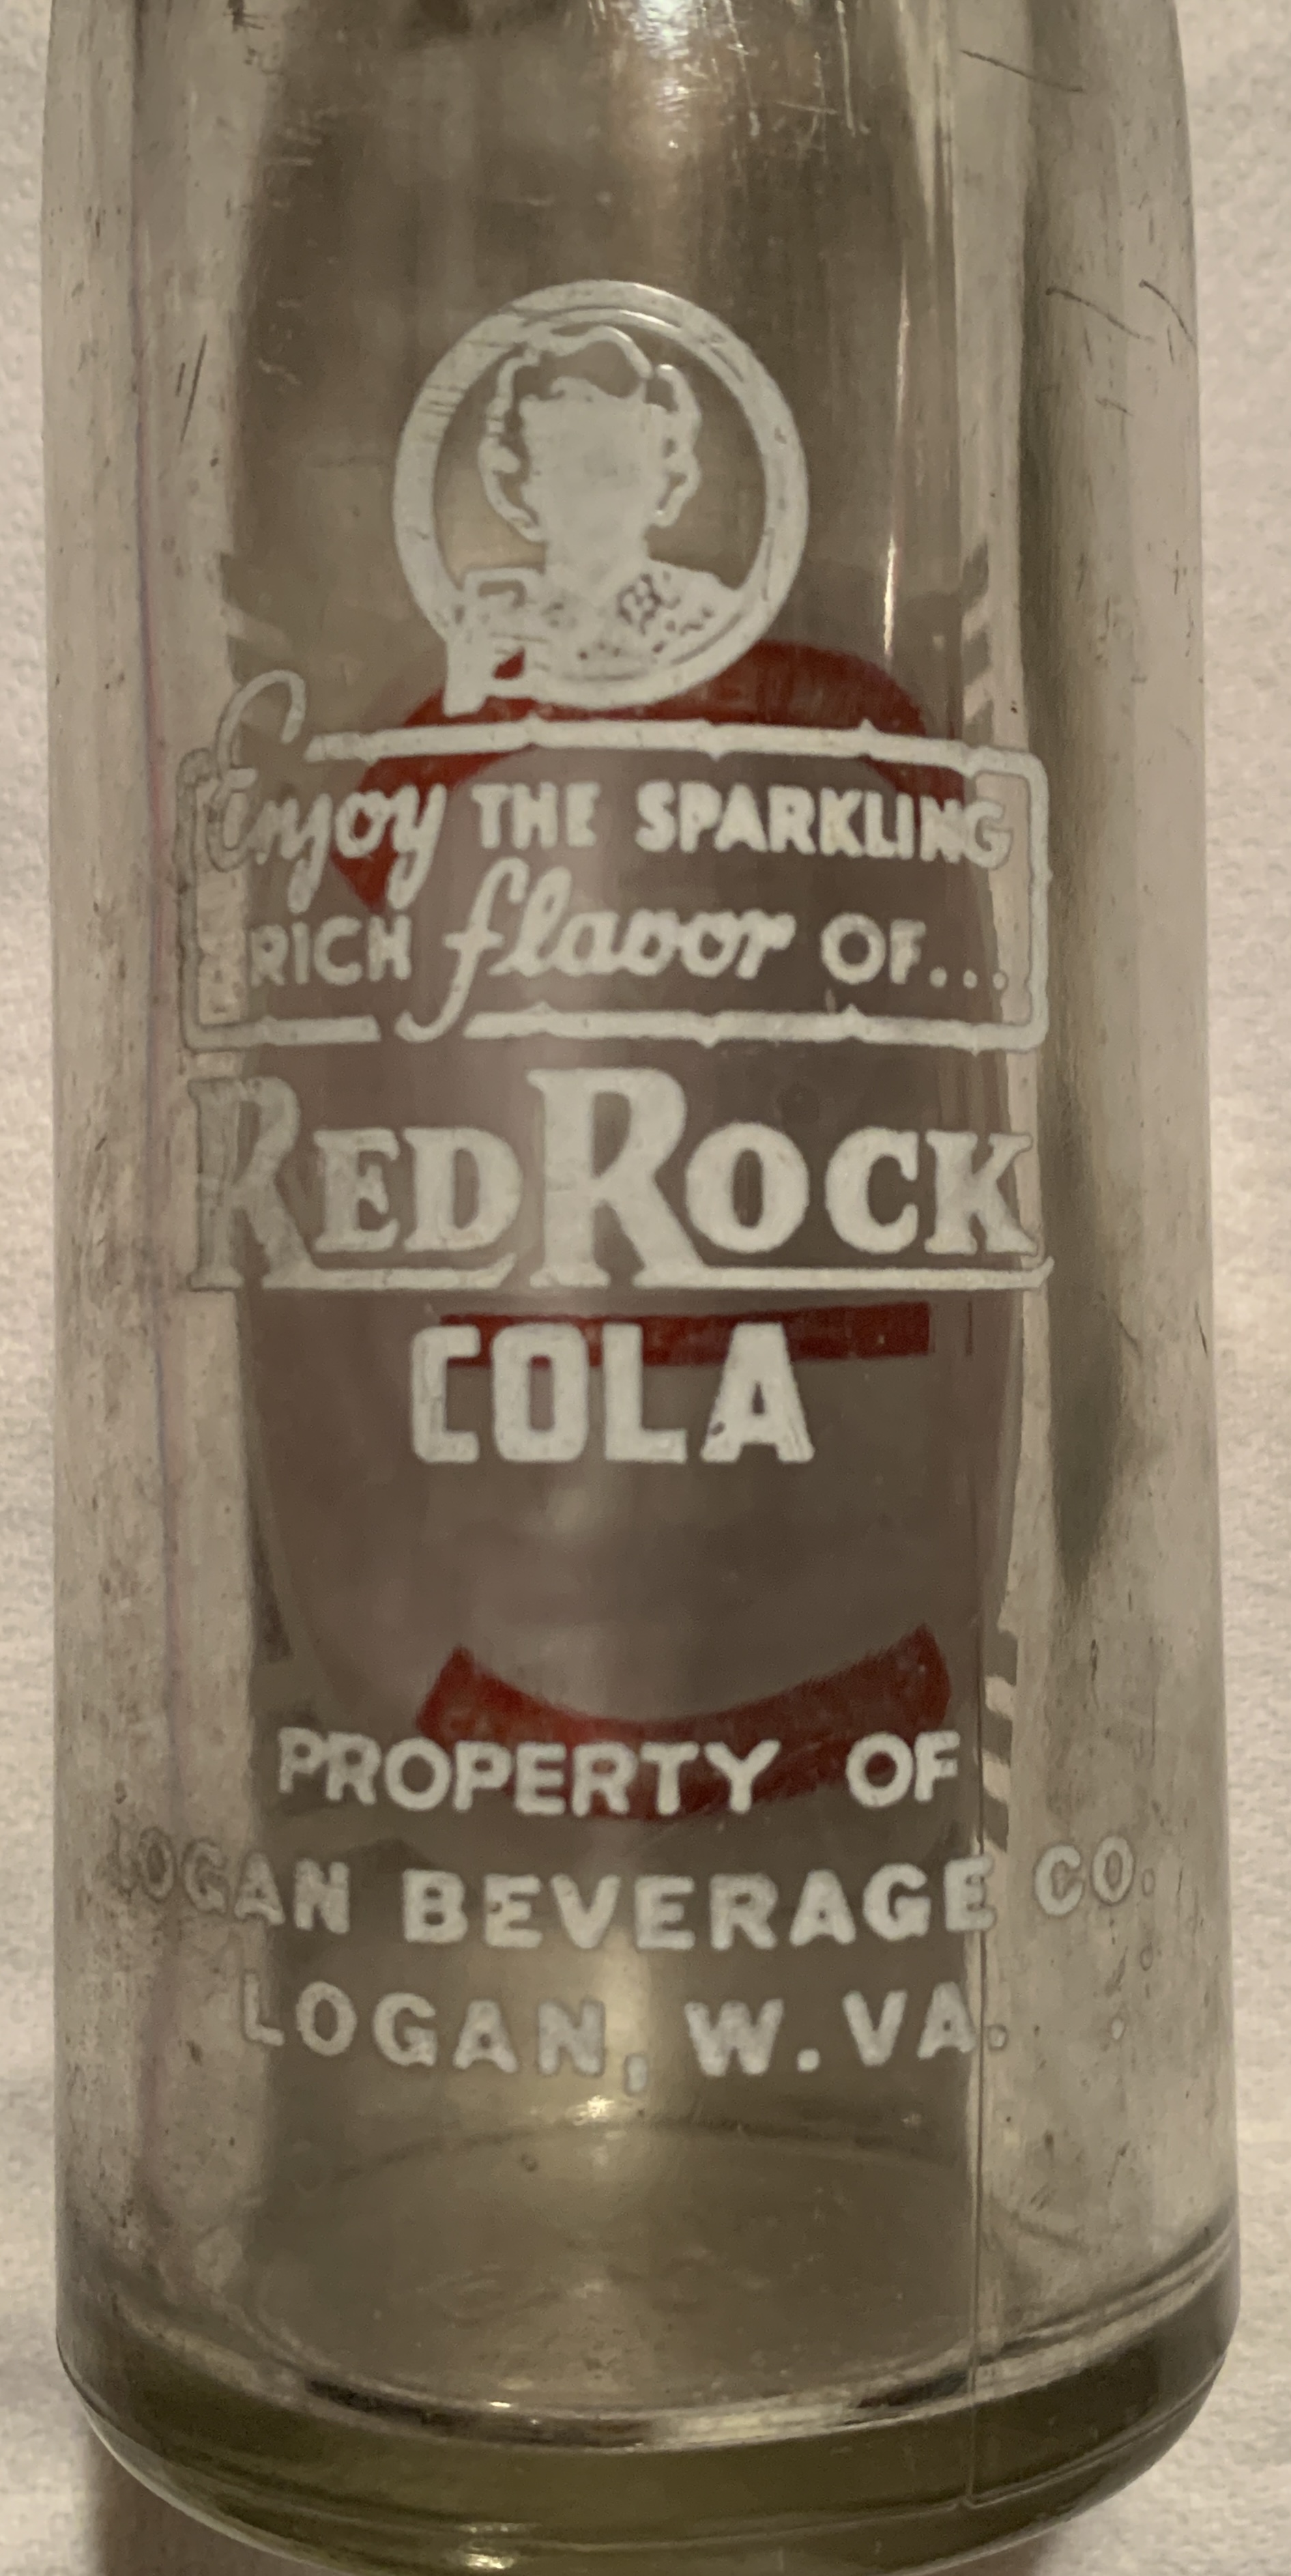 Enjoy THE SPARKLING
RICH flavor OF...
RED ROCK
COLA
PROPERTY OF
LOGAN BEVERAGE CO.
LOGAN, W. VA.